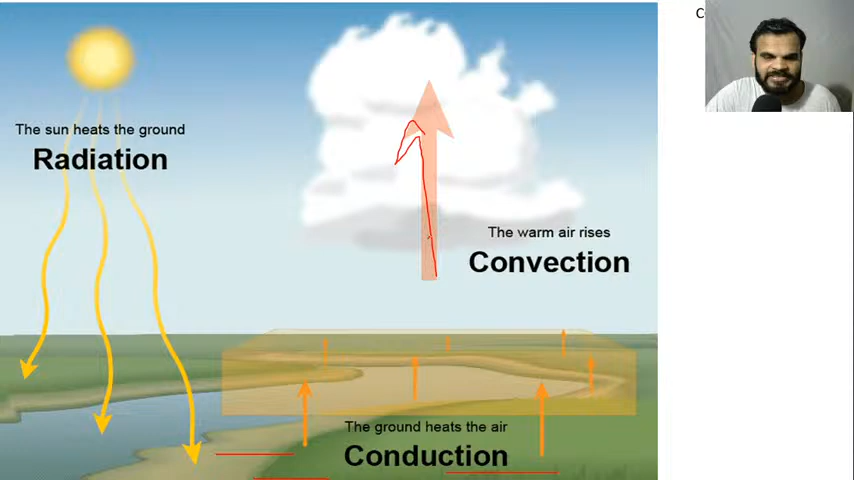 C
The sun heats the ground
Radiation
The warm air rises
Convection
The ground heats the air
Conduction